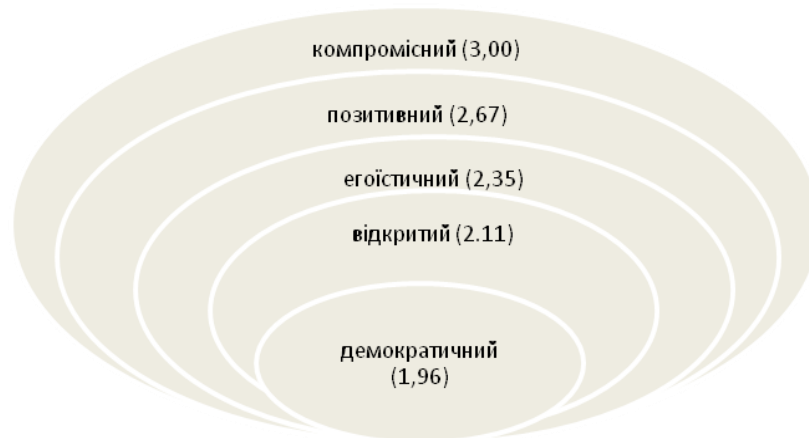 компромісний (3,00)
позитивний (2,67)
егоїстичний (2,35)
відкритий (2.11)
демократичний
(1,96)